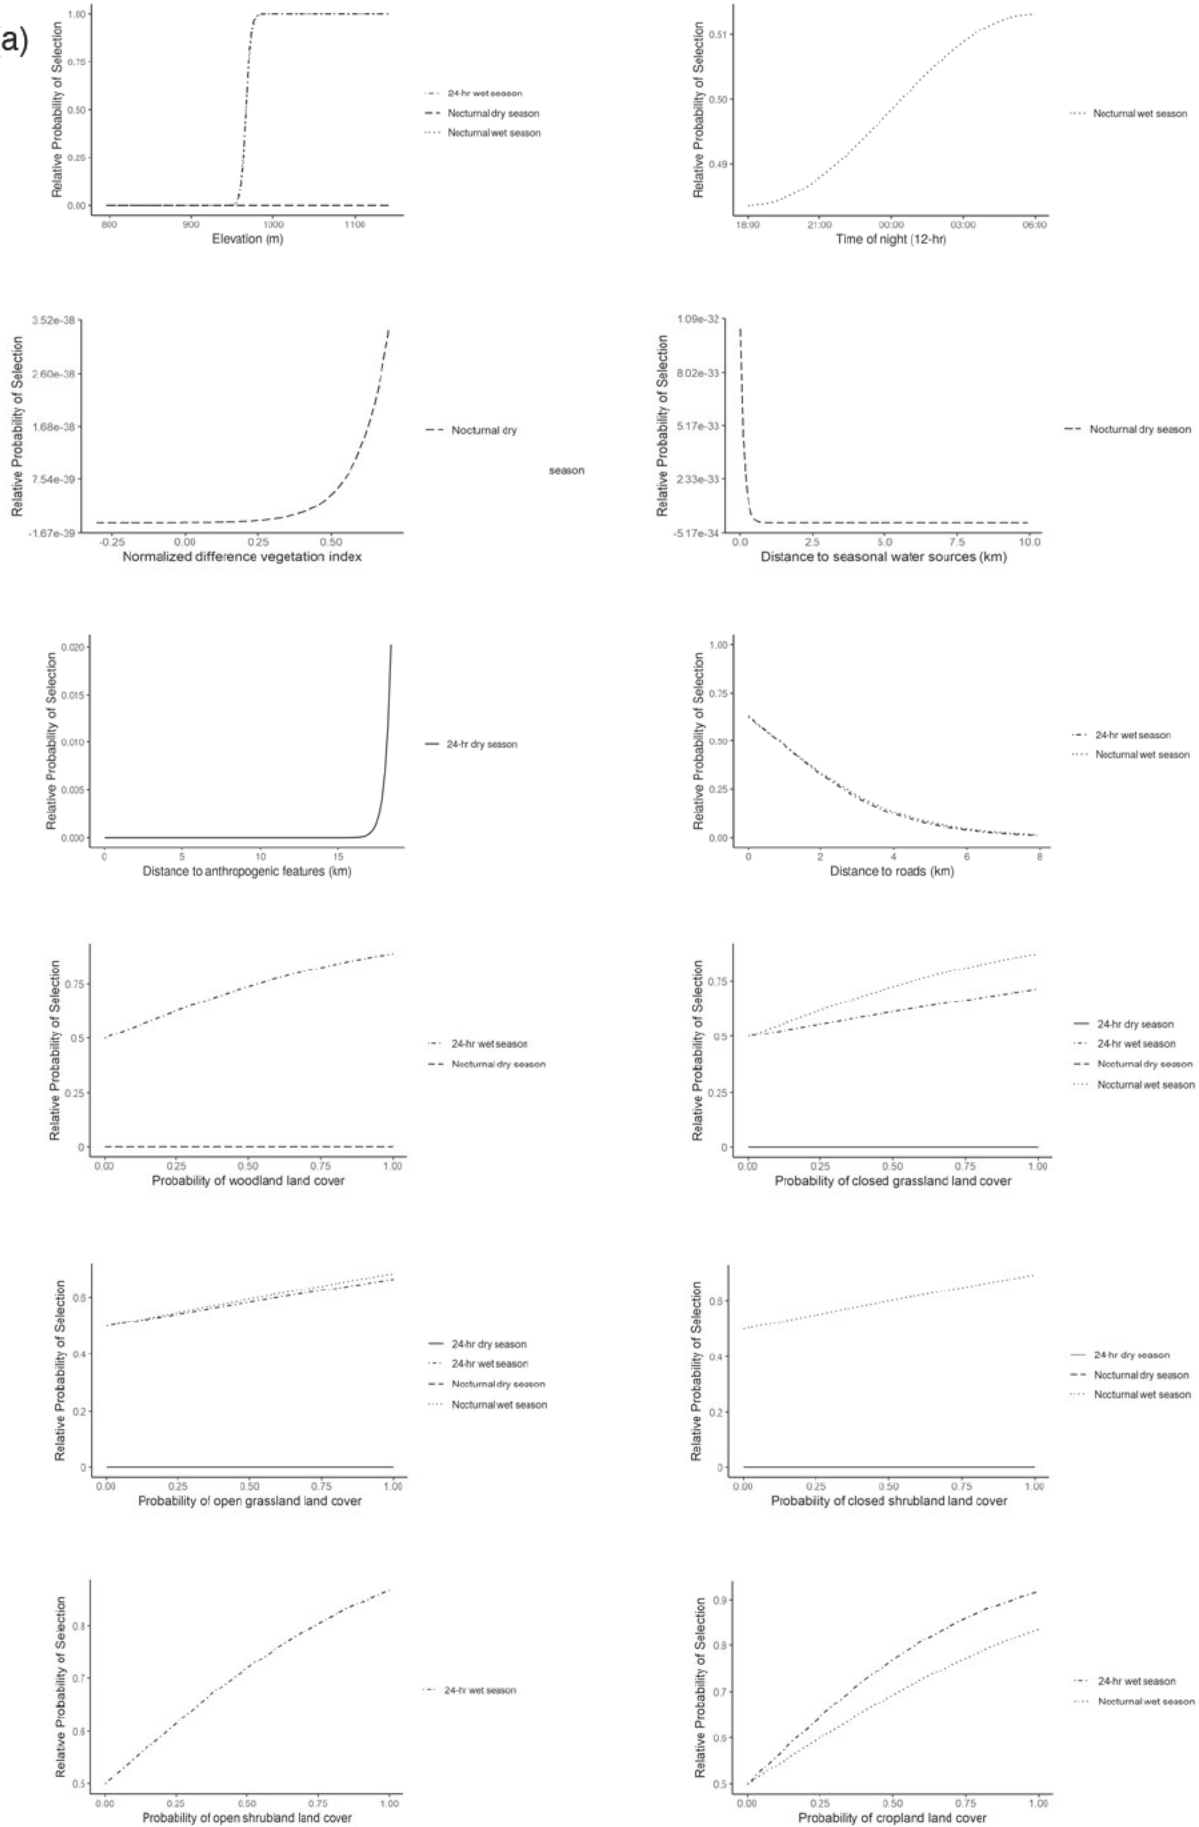 a)
Relative Probability of Selection
1.00
0.75
0.50
0.25
0.00
800 900 1000 1100
Elevation (m)
24-hr wet season
Nocturnal dry season
Nocturnal wet season
Relative Probability of Selection
0.51
0.50
0.49
18:00 21:00 00:00 03:00 06:00
Time of night (12-hr)
Nocturnal wet season
Relative Probability of Selection
3.52e-38
2.60e-38
1.68e-38
7.54e-39
-1.67e-39
-0.25 0.00 0.25 0.50
Normalized difference vegetation index
Nocturnal dry
season
Relative Probability of Selection
1.09e-32
8.02e-33
5.17e-33
2.33e-33
-5.17e-34
0.0 2.5 5.0 7.5 10.0
Distance to seasonal water sources (km)
Nocturnal dry season
Relative Probability of Selection
0.020
0.015
0.010
0.005
0.000
0 5 10 15
Distance to anthropogenic features (km)
24-hr dry season
Relative Probability of Selection
1.00
0.75
0.50
0.25
0.00
0 2 4 6 8
Distance to roads (km)
24-hr wet season
Nocturnal wet season
Relative Probability of Selection
0.75
0.5
0.25
0
0.00 0.25 0.50 0.75 1.00
Probability of woodland land cover
24-hr wet season
Nocturnal dry season
Relative Probability of Selection
0.75
0.5
0.25
0
0.00 0.25 0.50 0.75 1.00
Probability of closed grassland land cover
24-hr dry season
24-hr wet season
Nocturnal dry season
Nocturnal wet season
Relative Probability of Selection
0.6
0.4
0.2
0
0.00 0.25 0.50 0.75 1.00
Probability of open grassland land cover
24-hr dry season
24-hr wet season
Nocturnal dry season
Nocturnal wet season
Relative Probability of Selection
0.6
0.4
0.2
0
0.00 0.25 0.50 0.75 1.00
Probability of closed shrubland land cover
24-hr dry season
Nocturnal dry season
Nocturnal wet season
Relative Probability of Selection
0.8
0.7
0.6
0.5
0.00 0.25 0.50 0.75 1.00
Probability of open shrubland land cover
24-hr wet season
Relative Probability of Selection
0.9
0.8
0.7
0.6
0.5
0.00 0.25 0.50 0.75 1.00
Probability of cropland land cover
24-hr wet season
Nocturnal wet season